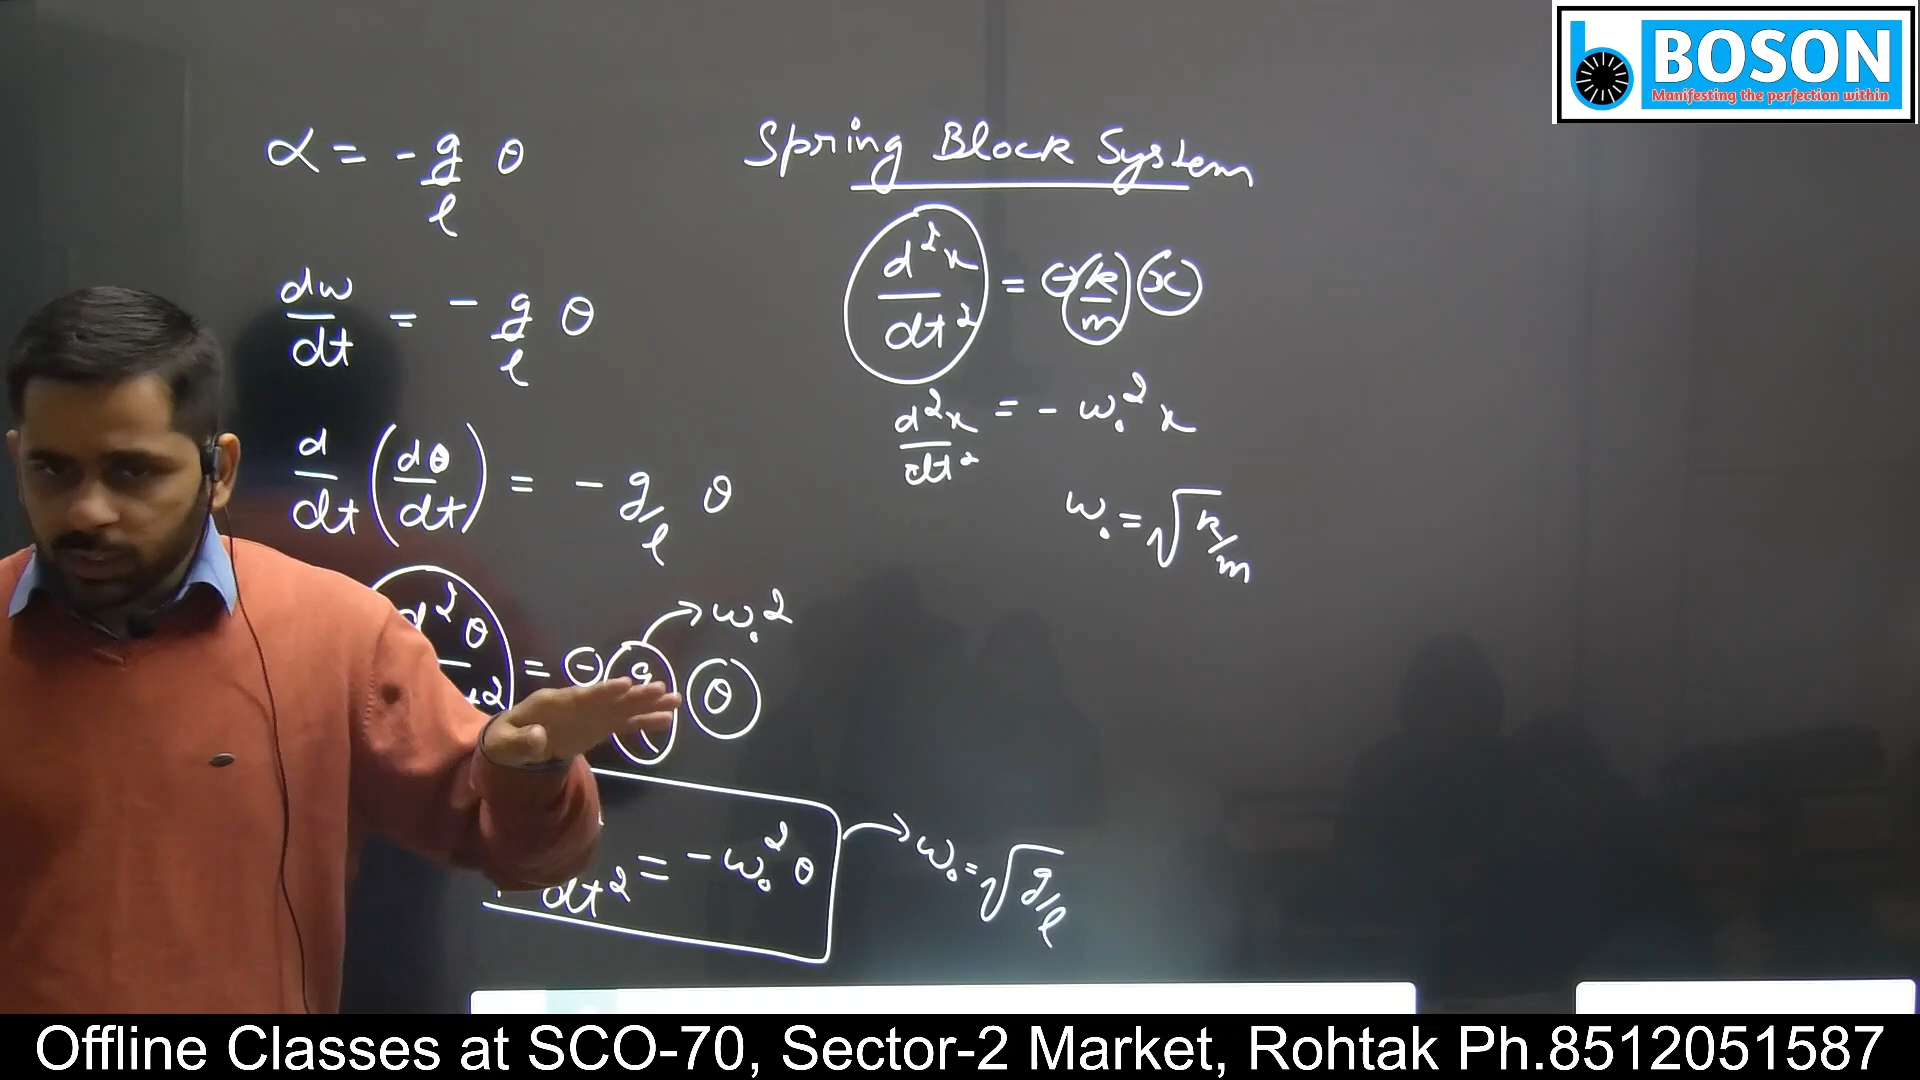 BOSON
Manifesting the perfection within
α = - g/l θ
dω/dt = - g/l θ
d/dt (dθ/dt) = - g/l θ
d²θ = - g θ
→ ω₀²
dt² = - ω₀² θ
→ ω₀ = √g/l
Spring Block System
d²x/dt² = - (k/m) (x)
d²x/dt² = - ω₀² x
ω₀ = √k/m
Offline Classes at SCO-70, Sector-2 Market, Rohtak Ph.8512051587